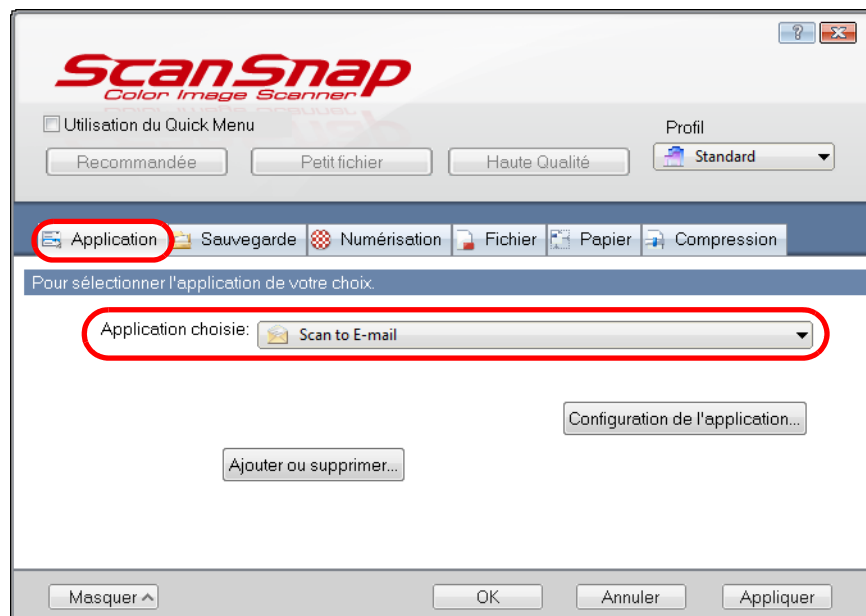 ScanSnap
Color Image Scanner
Utilisation du Quick Menu
Profil
Recommandée Petit fichier Haute Qualité Standard
Application Sauvegarde Numérisation Fichier Papier Compression
Pour sélectionner l'application de votre choix.
Application choisie: Scan to E-mail
Configuration de l'application...
Ajouter ou supprimer...
Masquer OK Annuler Appliquer